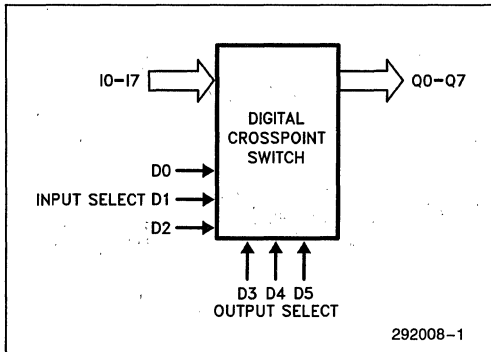 I0-I7
Q0-Q7
DIGITAL
CROSSPOINT
SWITCH
D0
INPUT SELECT D1
D2
D3 D4 D5
OUTPUT SELECT
292008-1